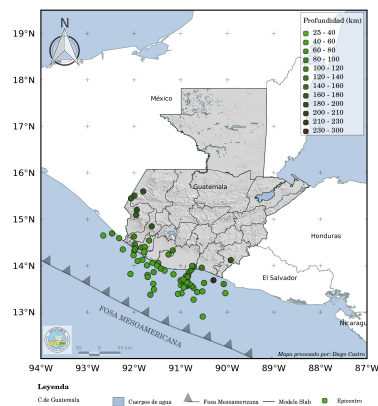 19°N
18°N
17°N
16°N
15°N
14°N
13°N
N
Profundidad (km)
25 - 40
40 - 60
60 - 80
80 - 100
100 - 120
120 - 140
140 - 160
160 - 180
180 - 200
200 - 210
210 - 230
230 - 300
México
Guatemala
Honduras
El Salvador
Nicaragu
FOSA MESOAMERICANA
Mapa procesado por: Diego Castro
94°W
93°W
92°W
91°W
90°W
89°W
88°W
87°W
Leyenda
C.de Guatemala
Cuerpos de agua
Fosa Mesoamericana
Modelo Slab
Epicentro